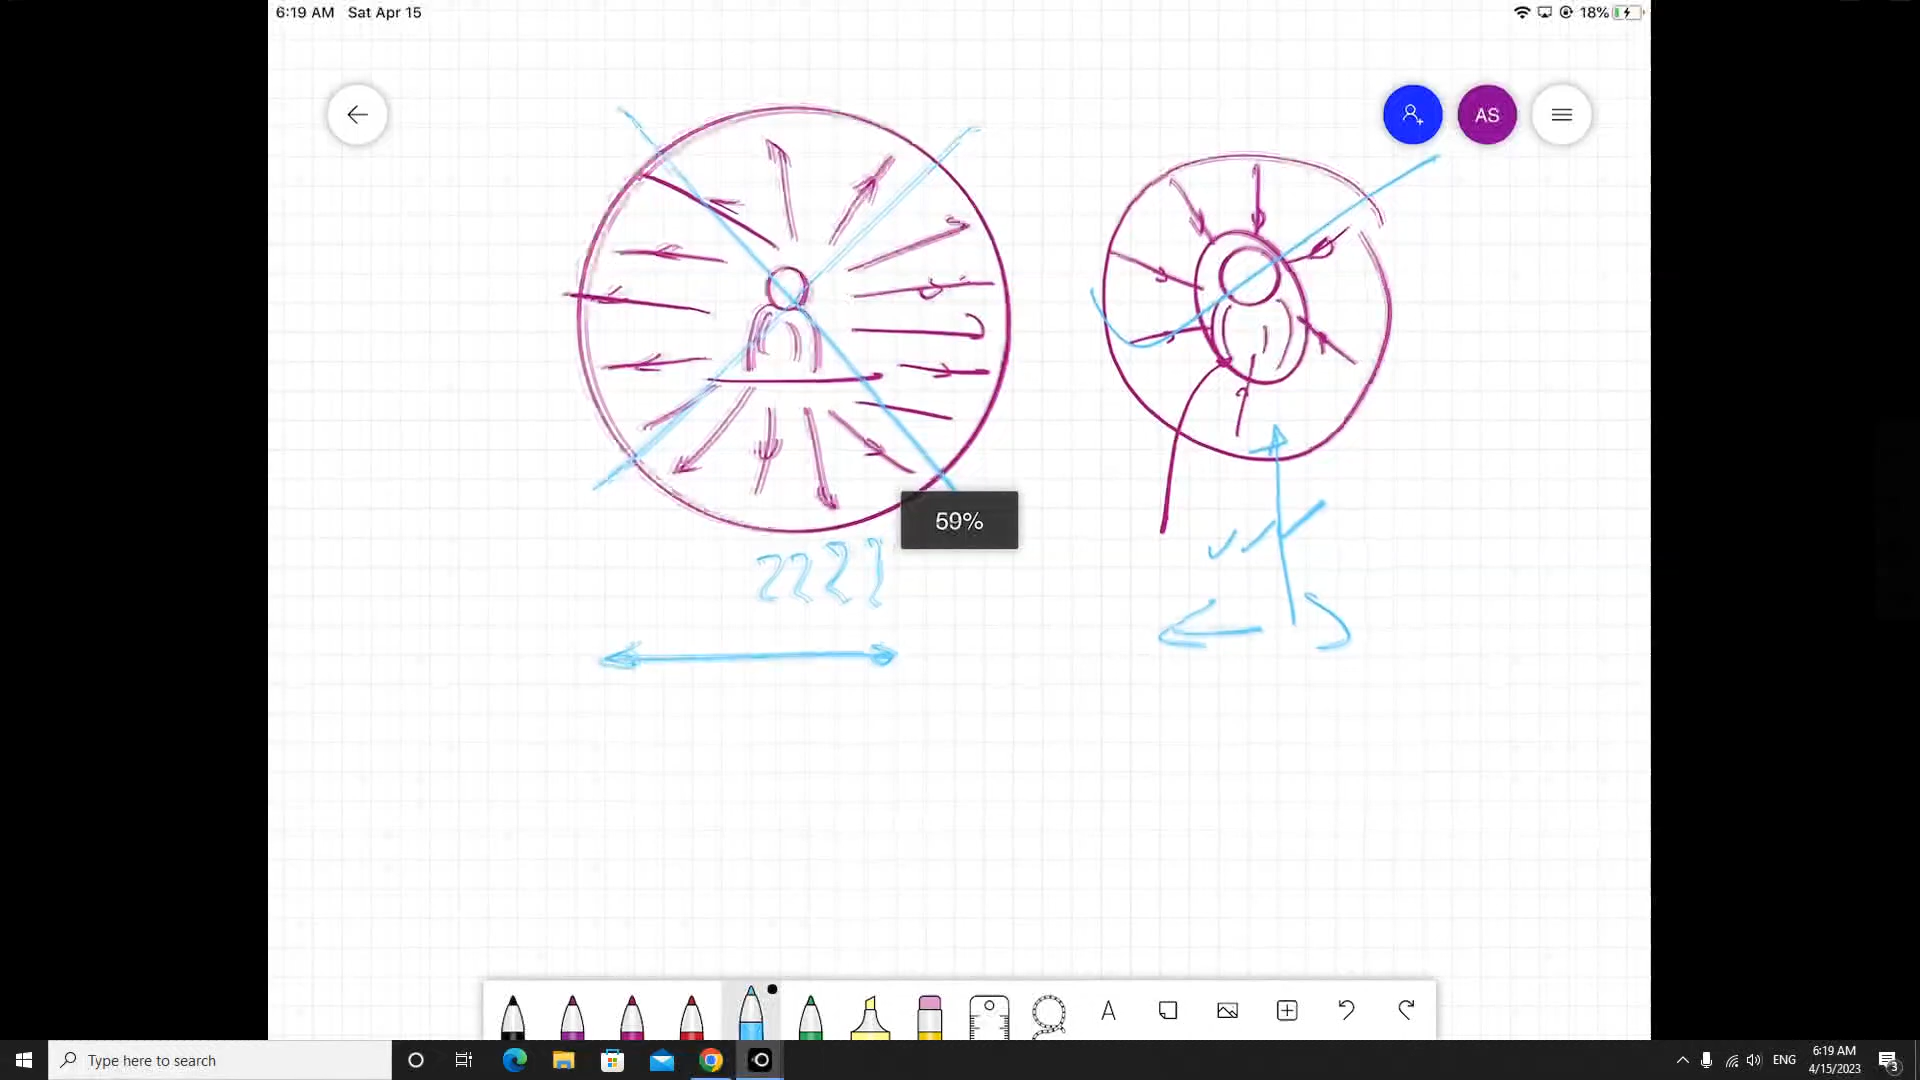 6:19 AM Sat Apr 15
18%
AS
59%
????
A
Type here to search
ENG
6:19 AM
4/15/2023
3